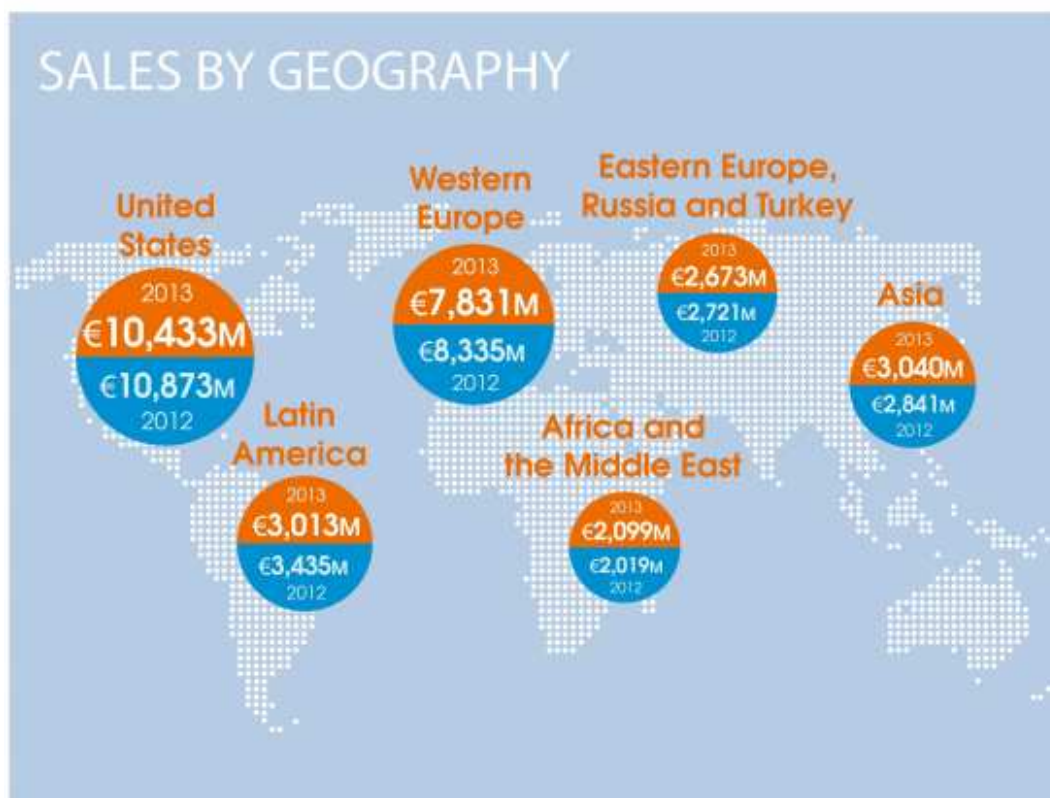 SALES BY GEOGRAPHY
United
States
2013
€10,433M
€10,873M
2012
Western
Europe
2013
€7,831M
€8,335M
2012
Eastern Europe,
Russia and Turkey
2013
€2,673M
€2,721M
2012
Asia
2013
€3,040M
€2,841M
2012
Latin
America
2013
€3,013M
€3,435M
2012
Africa and
the Middle East
2013
€2,099M
€2,019M
2012